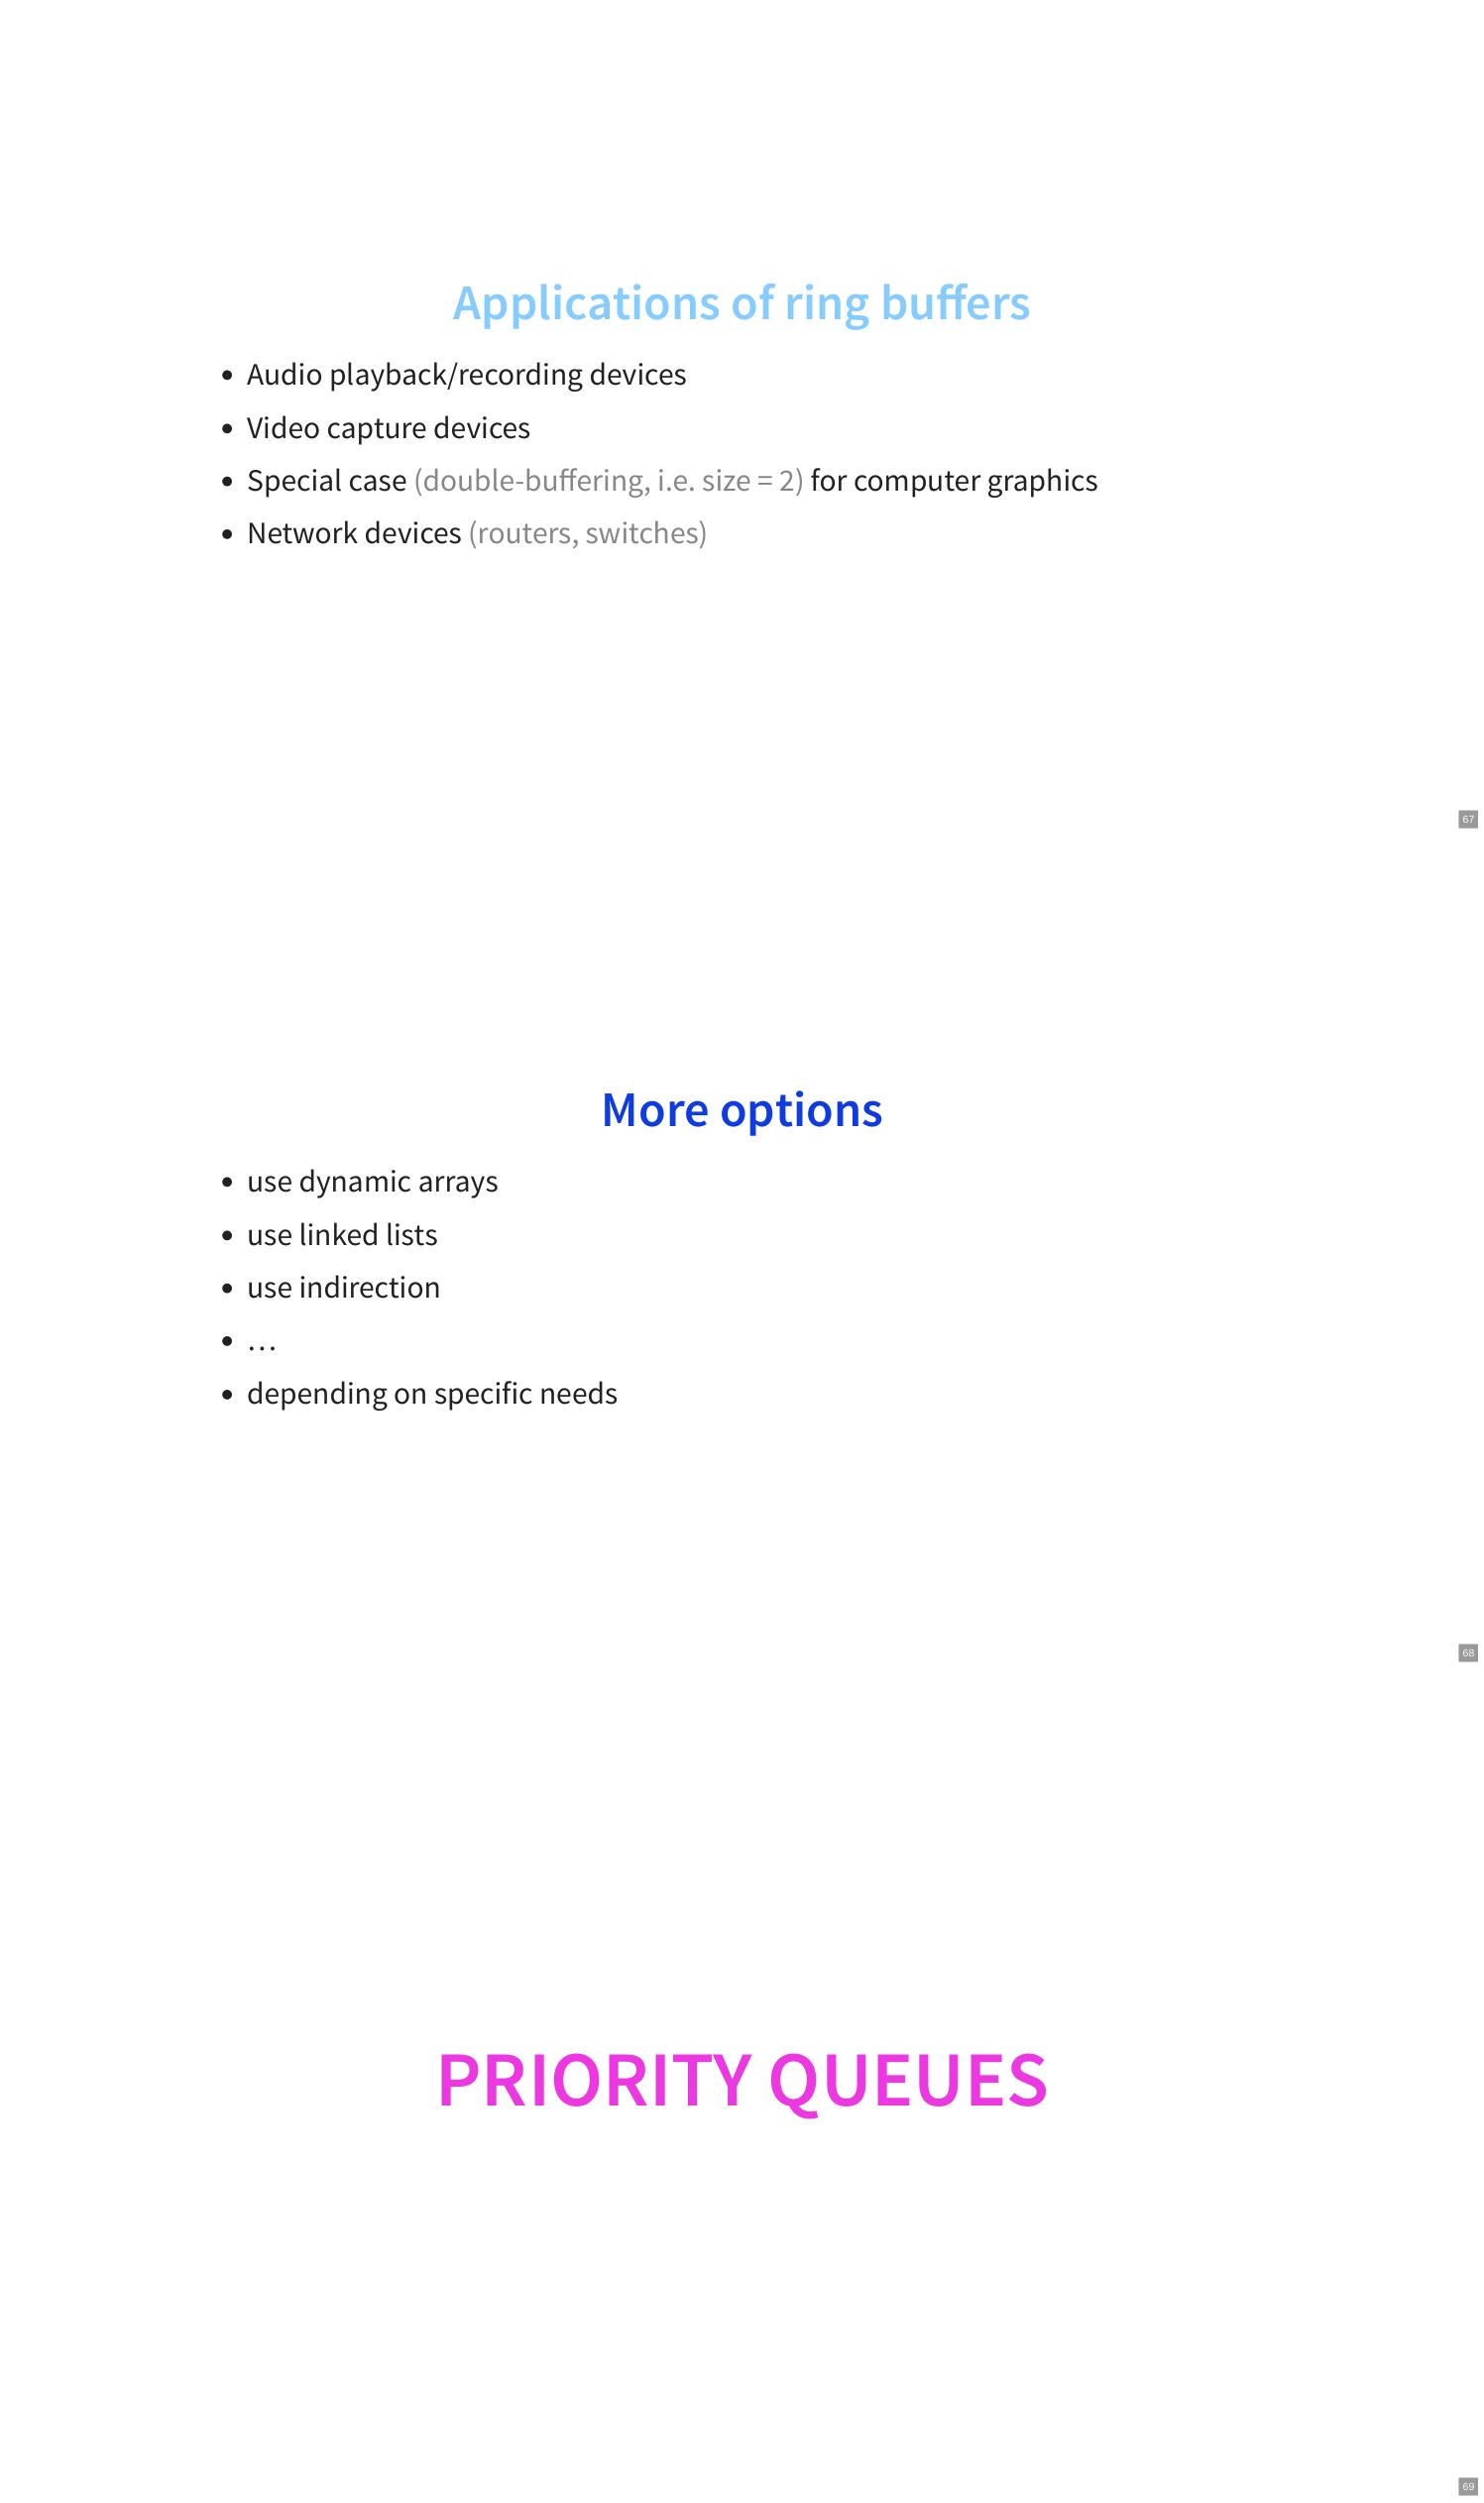 Applications of ring buffers
• Audio playback/recording devices
• Video capture devices
• Special case (double-buffering, i.e. size = 2) for computer graphics
• Network devices (routers, switches)
67
More options
• use dynamic arrays
• use linked lists
• use indirection
• …
• depending on specific needs
68
PRIORITY QUEUES
69